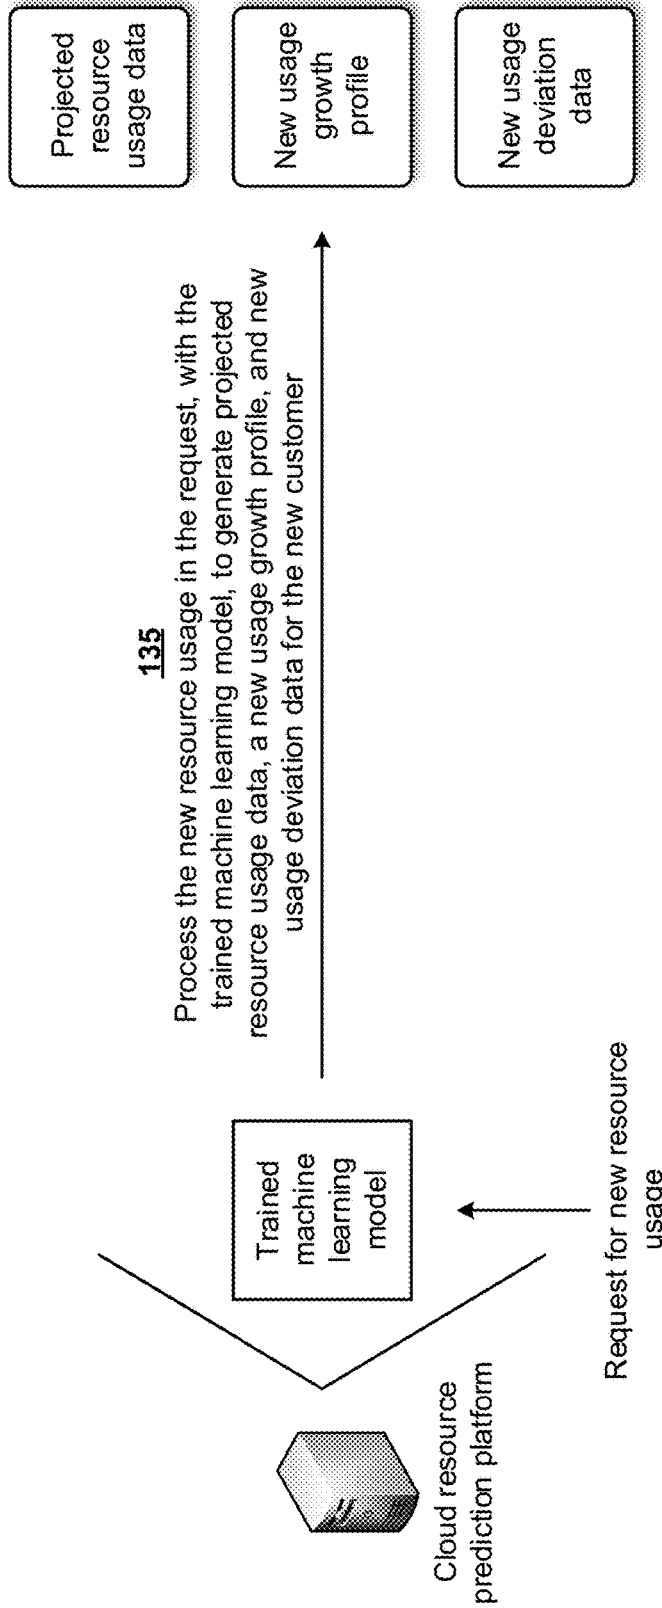 135
Process the new resource usage in the request, with the
trained machine learning model, to generate projected
resource usage data, a new usage growth profile, and new
usage deviation data for the new customer
Cloud resource
prediction platform
Trained
machine
learning
model
Request for new resource
usage
Projected
resource
usage data
New usage
growth
profile
New usage
deviation
data